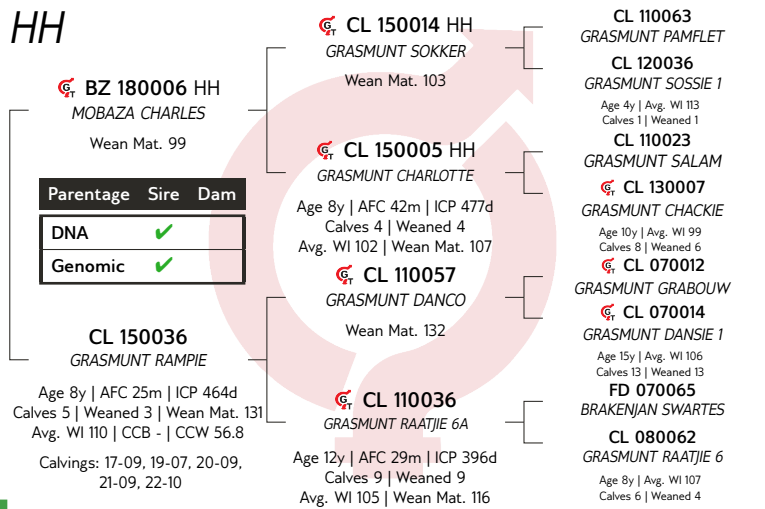 HH
BZ 180006 HH
MOBAZA CHARLES
Wean Mat. 99
Parentage Sire Dam
DNA ✔
Genomic ✔
CL 150036
GRASMUNT RAMPIE
Age 8y | AFC 25m | ICP 464d
Calves 5 | Weaned 3 | Wean Mat. 131
Avg. WI 110 | CCB - | CCW 56.8
Calvings: 17-09, 19-07, 20-09,
21-09, 22-10
GT CL 150014 HH
GRASMUNT SOKKER
Wean Mat. 103
GT CL 150005 HH
GRASMUNT CHARLOTTE
Age 8y | AFC 42m | ICP 477d
Calves 4 | Weaned 4
Avg. WI 102 | Wean Mat. 107
GT CL 110057
GRASMUNT DANCO
Wean Mat. 132
GT CL 110036
GRASMUNT RAATJIE 6A
Age 12y | AFC 29m | ICP 396d
Calves 9 | Weaned 9
Avg. WI 105 | Wean Mat. 116
CL 110063
GRASMUNT PAMFLET
CL 120036
GRASMUNT SOSSIE 1
Age 4y | Avg. WI 113
Calves 1 | Weaned 1
CL 110023
GRASMUNT SALAM
GT CL 130007
GRASMUNT CHACKIE
Age 10y | Avg. WI 99
Calves 8 | Weaned 6
GT CL 070012
GRASMUNT GRABOUW
GT CL 070014
GRASMUNT DANSIE 1
Age 15y | Avg. WI 106
Calves 13 | Weaned 13
FD 070065
BRAKENJAN SWARTES
CL 080062
GRASMUNT RAATJIE 6
Age 8y | Avg. WI 107
Calves 6 | Weaned 4